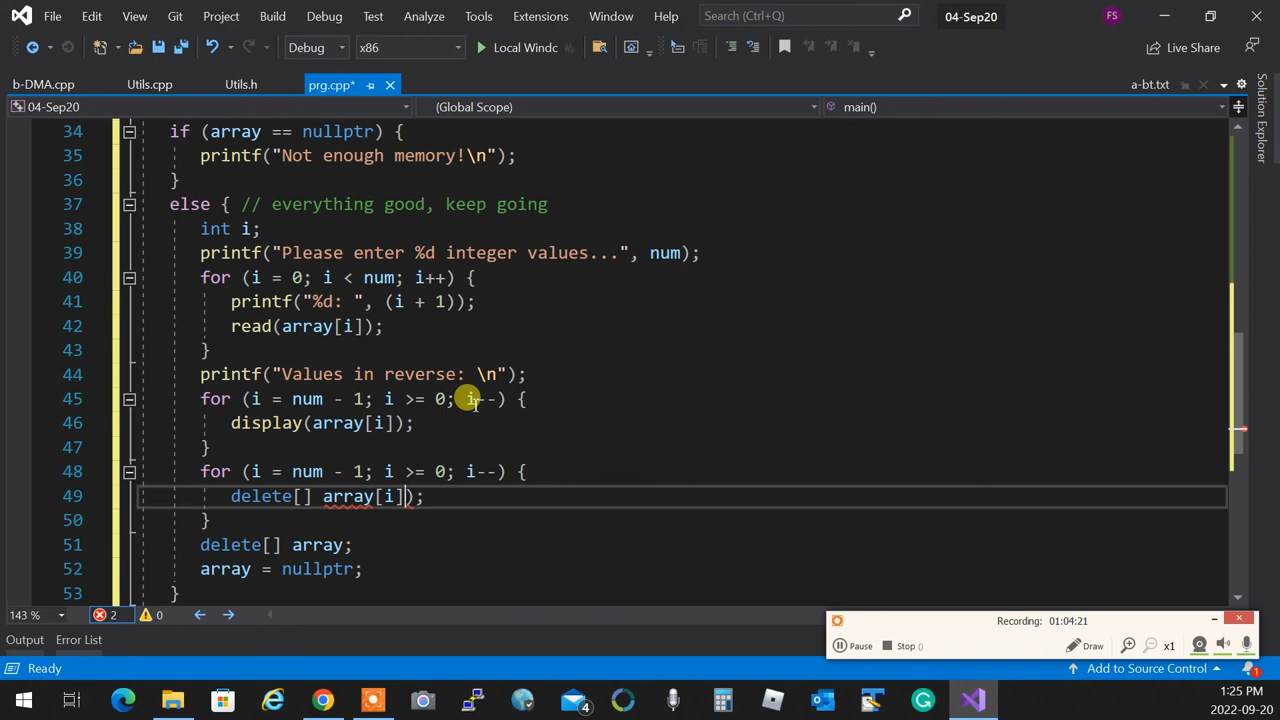 File Edit View Git Project Build Debug Test Analyze Tools Extensions Window Help Search (Ctrl+Q) 04-Sep20 FS
Debug x86 Local Windc Live Share
b-DMA.cpp Utils.cpp Utils.h prg.cpp* a-bt.txt
04-Sep20 (Global Scope) main()
Solution Explorer
34 if (array == nullptr) {
35 printf("Not enough memory!\n");
36 }
37 else { // everything good, keep going
38 int i;
39 printf("Please enter %d integer values...", num);
40 for (i = 0; i < num; i++) {
41 printf("%d: ", (i + 1));
42 read(array[i]);
43 }
44 printf("Values in reverse: \n");
45 for (i = num - 1; i >= 0; i--) {
46 display(array[i]);
47 }
48 for (i = num - 1; i >= 0; i--) {
49 delete[] array[i]);
50 }
51 delete[] array;
52 array = nullptr;
53 }
143 % 2 0
Recording: 01:04:21
Pause Stop () Draw x1
Output Error List
Ready Add to Source Control 1
4 G 1:25 PM
2022-09-20